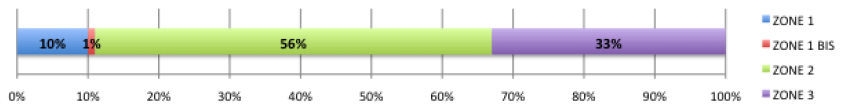 10% 1% 56% 33%
0% 10% 20% 30% 40% 50% 60% 70% 80% 90% 100%
ZONE 1
ZONE 1 BIS
ZONE 2
ZONE 3